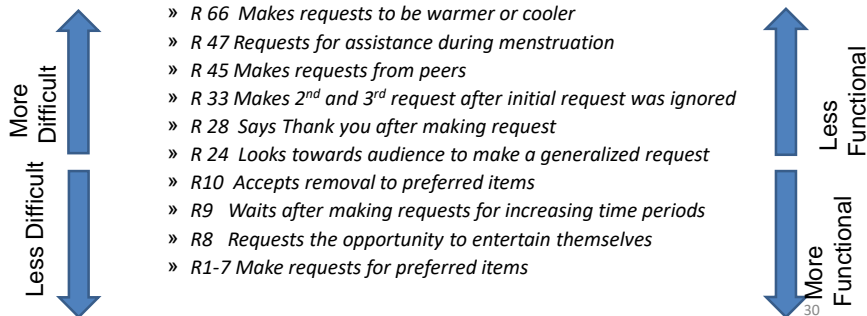 More
Difficult
Less Difficult
» R 66 Makes requests to be warmer or cooler
» R 47 Requests for assistance during menstruation
» R 45 Makes requests from peers
» R 33 Makes 2nd and 3rd request after initial request was ignored
» R 28 Says Thank you after making request
» R 24 Looks towards audience to make a generalized request
» R10 Accepts removal to preferred items
» R9 Waits after making requests for increasing time periods
» R8 Requests the opportunity to entertain themselves
» R1-7 Make requests for preferred items
Less
Functional
More
Functional
30